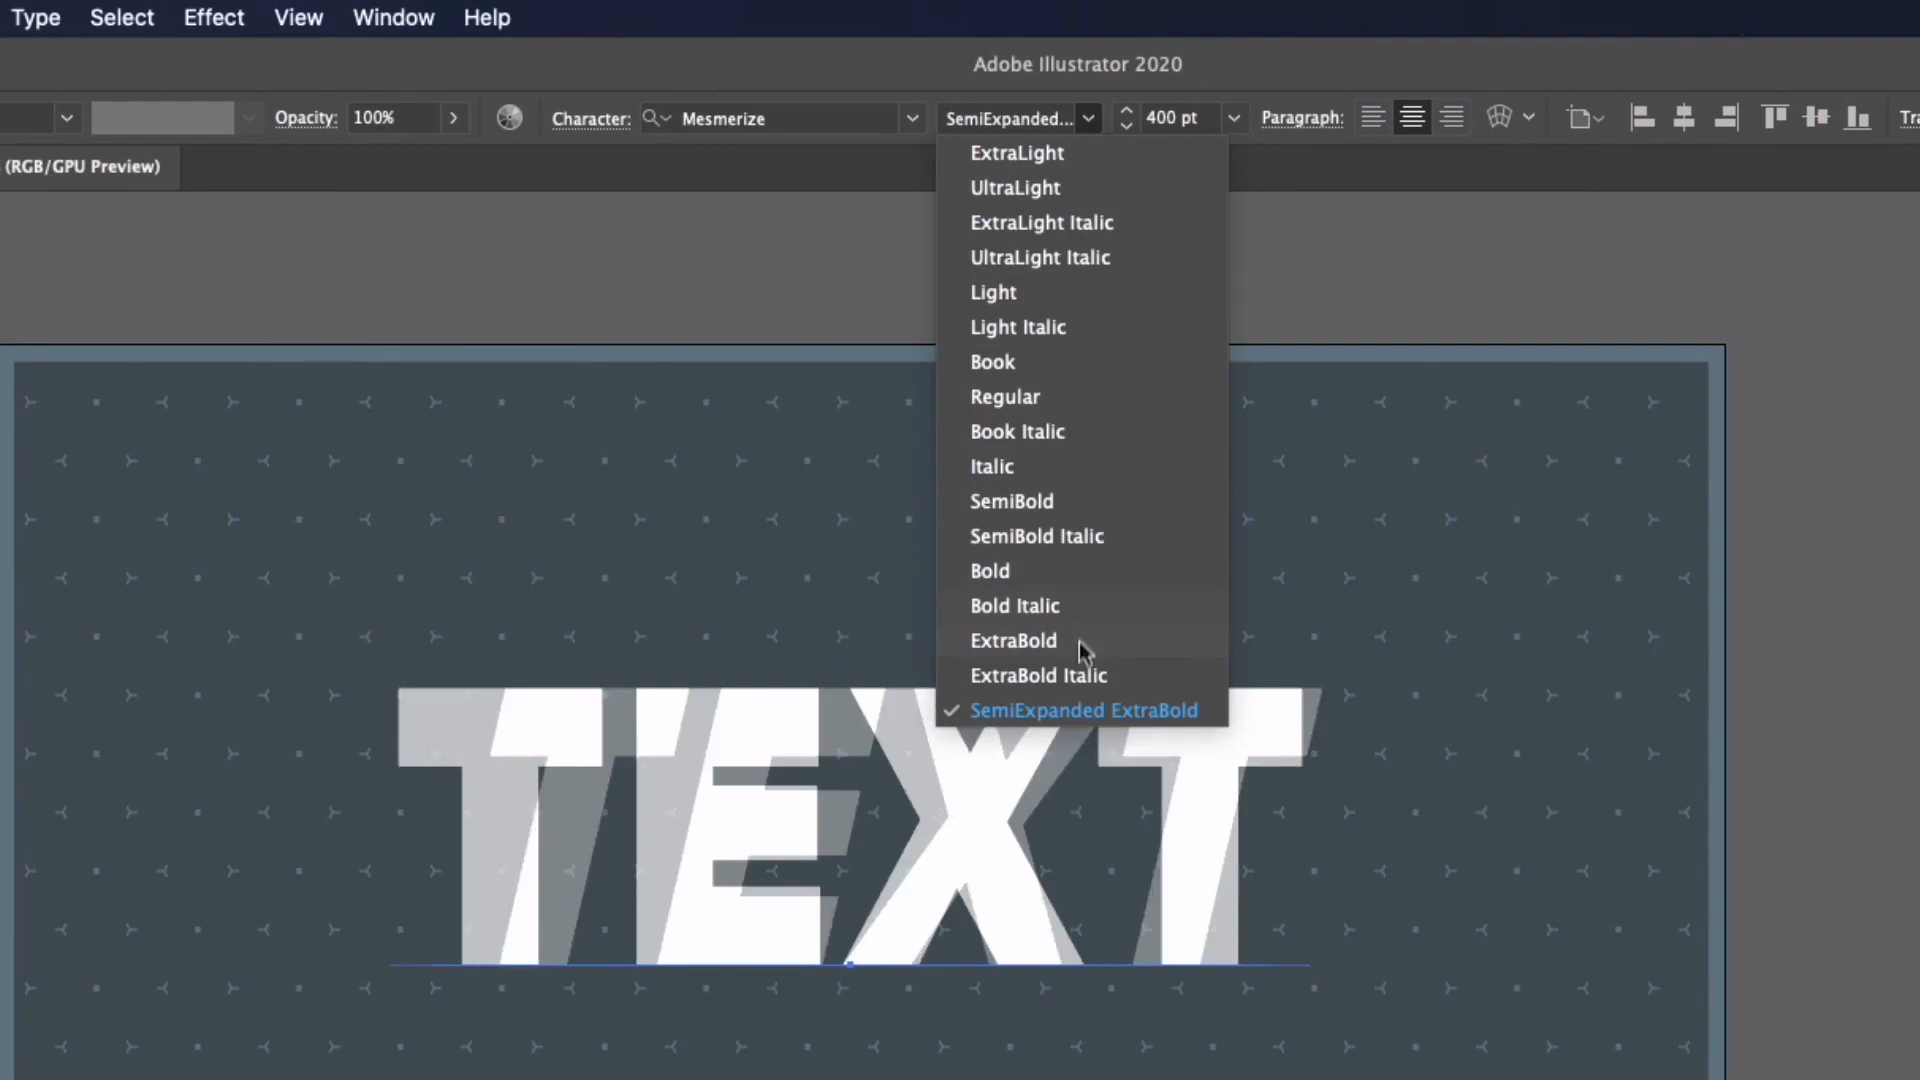 Type Select Effect View Window Help
Adobe Illustrator 2020
Opacity: 100% Character: Mesmerize SemiExpanded... 400 pt Paragraph:
(RGB/GPU Preview)
ExtraLight
UltraLight
ExtraLight Italic
UltraLight Italic
Light
Light Italic
Book
Regular
Book Italic
Italic
SemiBold
SemiBold Italic
Bold
Bold Italic
ExtraBold
ExtraBold Italic
SemiExpanded ExtraBold
TEXT